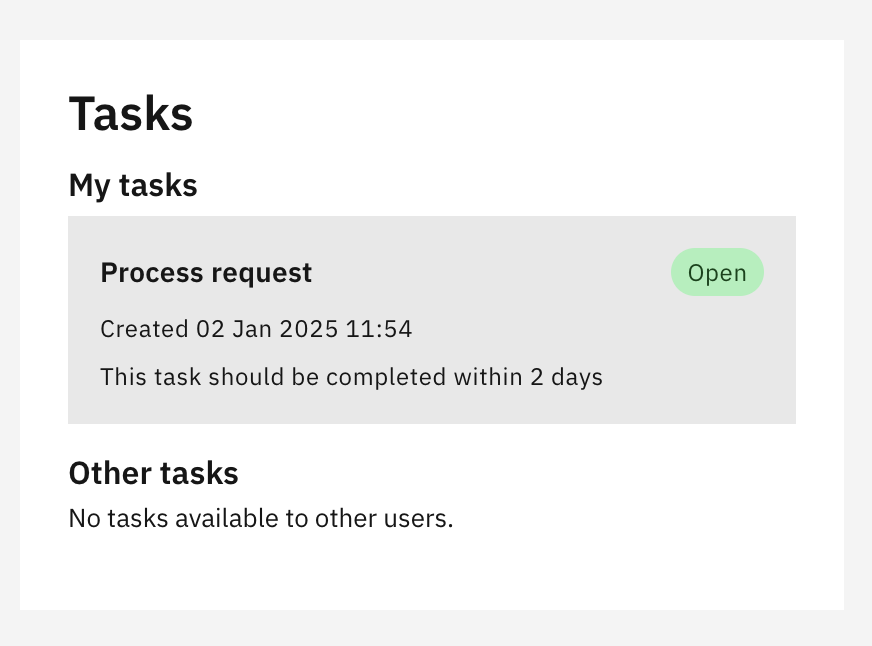 Tasks
My tasks
Process request
Open
Created 02 Jan 2025 11:54
This task should be completed within 2 days
Other tasks
No tasks available to other users.